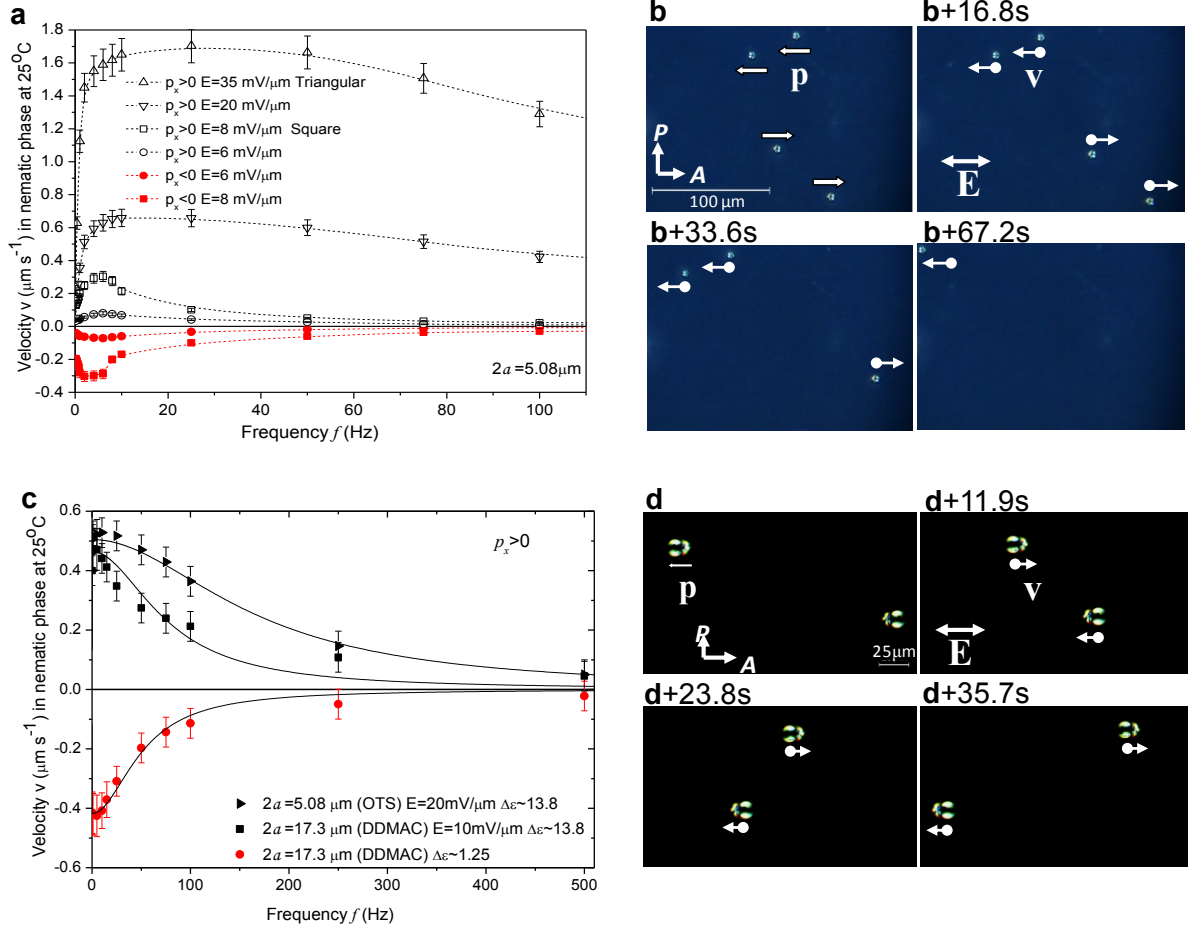 a
Velocity v (μm s⁻¹) in nematic phase at 25°C
1.8
1.6
1.4
1.2
1.0
0.8
0.6
0.4
0.2
0.0
-0.2
-0.4
pₓ>0 E=35 mV/μm Triangular
pₓ>0 E=20 mV/μm
pₓ>0 E=8 mV/μm Square
pₓ>0 E=6 mV/μm
pₓ<0 E=6 mV/μm
pₓ<0 E=8 mV/μm
2a=5.08μm
0 20 40 60 80 100
Frequency f (Hz)
b
p
P
A
100 μm
b+16.8s
v
E
b+33.6s
b+67.2s
c
Velocity v (μm s⁻¹) in nematic phase at 25°C
0.6
0.4
0.2
0.0
-0.2
-0.4
-0.6
pₓ>0
2a=5.08 μm (OTS) E=20mV/μm Δε~13.8
2a=17.3 μm (DDMAC) E=10mV/μm Δε~13.8
2a=17.3 μm (DDMAC) Δε~1.25
0 100 200 300 400 500
Frequency f (Hz)
d
p
P
A
25μm
d+11.9s
v
E
d+23.8s
d+35.7s